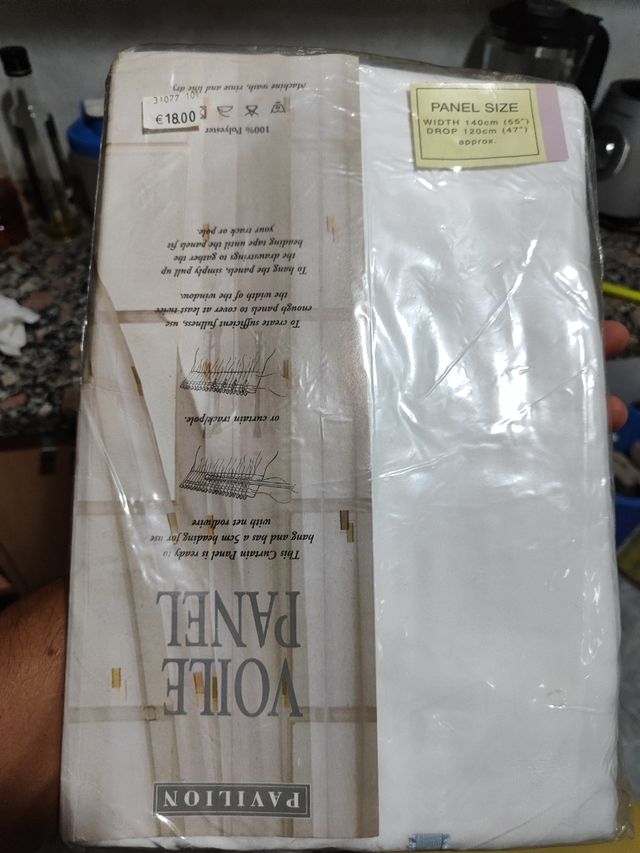 PAVILION
VOILE
PANEL
This Curtain Panel is ready to
hang and has a 5cm heading for use
with net rod/wire
or curtain track/pole.
To create sufficient fullness, use
enough panels to cover at least twice
the width of the window.
To hang the panels, simply pull up
the drawstrings to gather the
heading tape until the panels fit
your track or pole.
100% Polyester
Machine wash, rinse and line dry
31077 101
€18.00
PANEL SIZE
WIDTH 140cm (55")
DROP 120cm (47")
approx.